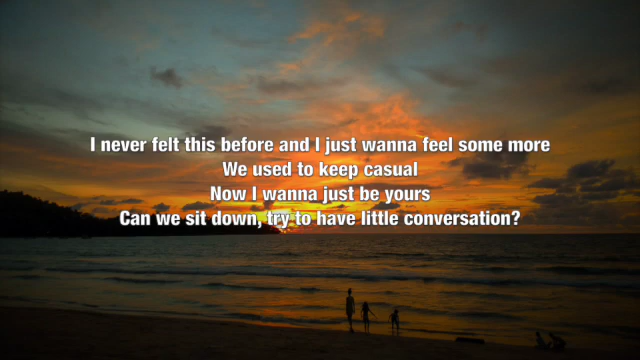 I never felt this before and I just wanna feel some more
We used to keep casual
Now I wanna just be yours
Can we sit down, try to have little conversation?